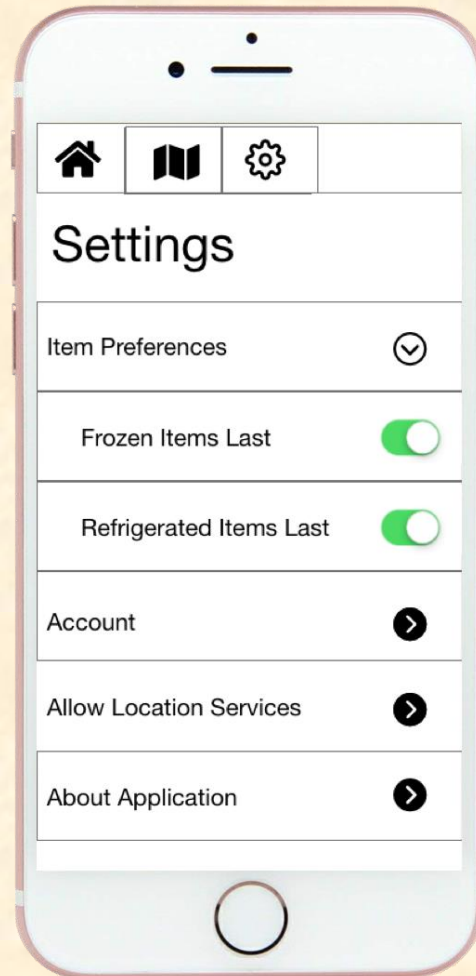 Settings
Item Preferences
Frozen Items Last
Refrigerated Items Last
Account
Allow Location Services
About Application